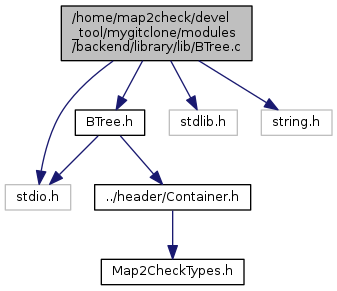 /home/map2check/devel
_tool/mygitclone/modules
/backend/library/lib/BTree.c
BTree.h
stdlib.h
string.h
stdio.h
../header/Container.h
Map2CheckTypes.h